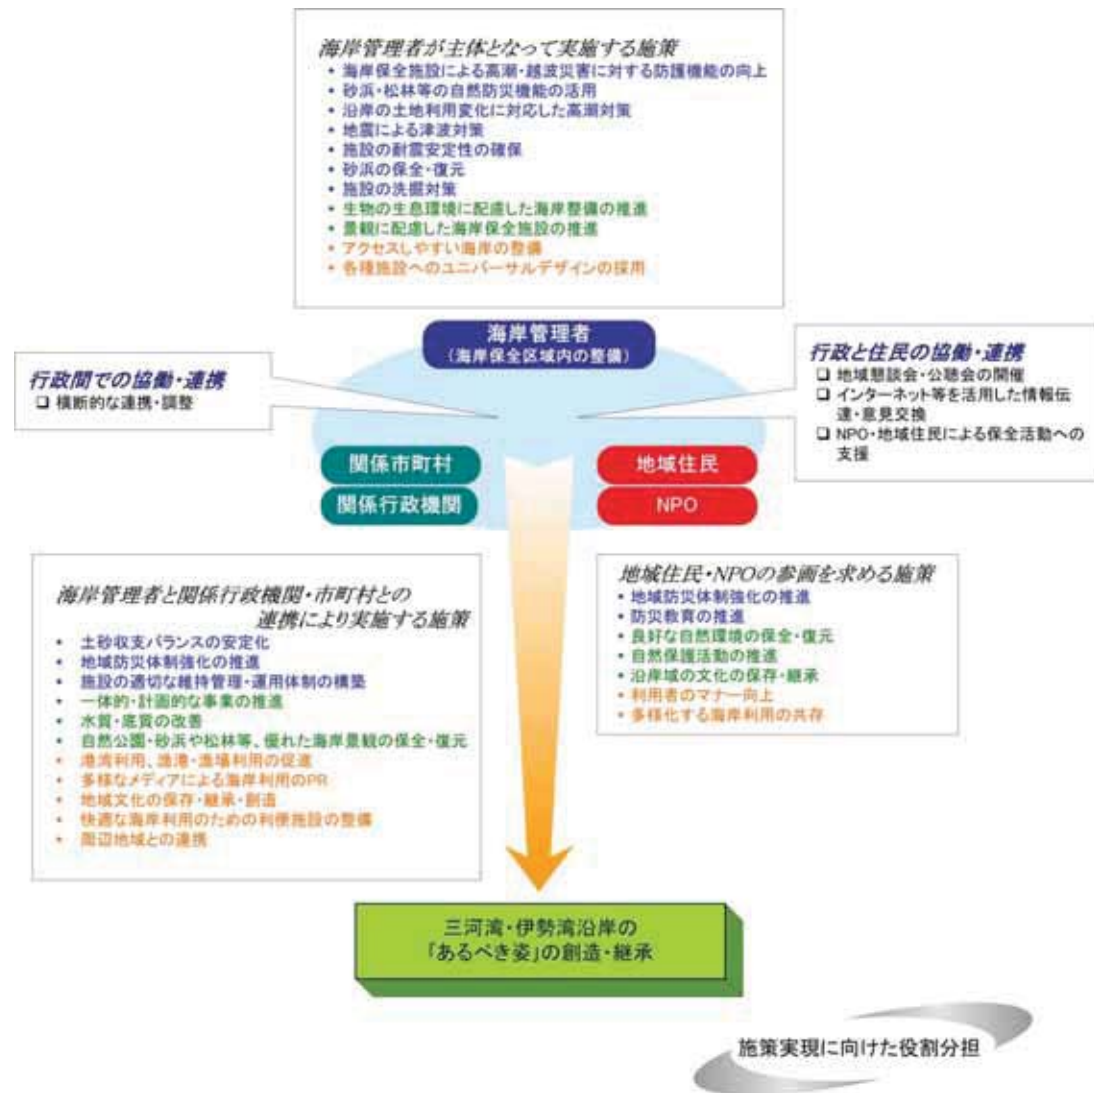 海岸管理者が主体となって実施する施策
• 海岸保全施設による高潮・越波災害に対する防護機能の向上
• 砂浜・松林等の自然防災機能の活用
• 沿岸の土地利用変化に対応した高潮対策
• 地震による津波対策
• 施設の耐震安定性の確保
• 砂浜の保全・復元
• 施設の洗掘対策
• 生物の生息環境に配慮した海岸整備の推進
• 景観に配慮した海岸保全施設の推進
• アクセスしやすい海岸の整備
• 各種施設へのユニバーサルデザインの採用
海岸管理者
(海岸保全区域内の整備)
行政間での協働・連携
❑ 横断的な連携・調整
行政と住民の協働・連携
❑ 地域懇談会・公聴会の開催
❑ インターネット等を活用した情報伝
達・意見交換
❑ NPO・地域住民による保全活動への
支援
関係市町村
関係行政機関
地域住民
NPO
海岸管理者と関係行政機関・市町村との
連携により実施する施策
• 土砂収支バランスの安定化
• 地域防災体制強化の推進
• 施設の適切な維持管理・運用体制の構築
• 一体的・計画的な事業の推進
• 水質・底質の改善
• 自然公園・砂浜や松林等、優れた海岸景観の保全・復元
• 港湾利用、漁港・漁場利用の促進
• 多様なメディアによる海岸利用のPR
• 地域文化の保存・継承・創造
• 快適な海岸利用のための利便施設の整備
• 周辺地域との連携
地域住民・NPOの参画を求める施策
• 地域防災体制強化の推進
• 防災教育の推進
• 良好な自然環境の保全・復元
• 自然保護活動の推進
• 沿岸域の文化の保存・継承
• 利用者のマナー向上
• 多様化する海岸利用の共存
三河湾・伊勢湾沿岸の
「あるべき姿」の創造・継承
施策実現に向けた役割分担